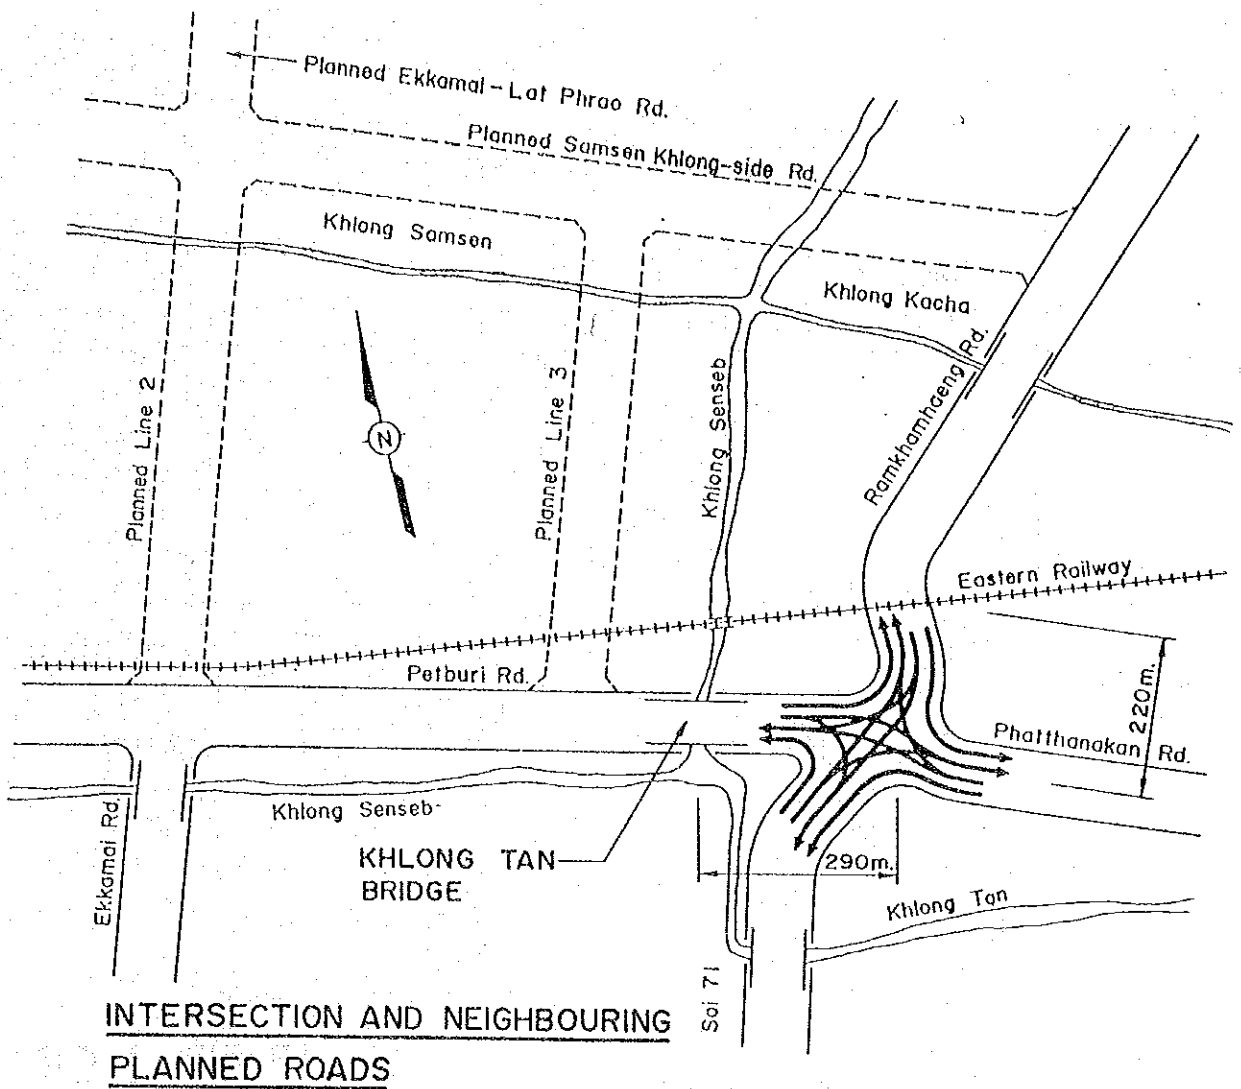 Planned Ekkamai-Lat Phrao Rd.
Planned Samsen Khlong-side Rd.
Khlong Samsen
Khlong Kacha
Ramkhamhaeng Rd.
Planned Line 2
Planned Line 3
Khlong Senseb
N
Eastern Railway
Petburi Rd.
220m.
Phatthanakan Rd.
Khlong Senseb
Ekkamai Rd.
KHLONG TAN
BRIDGE
290m.
Khlong Tan
Soi 71
INTERSECTION AND NEIGHBOURING
PLANNED ROADS